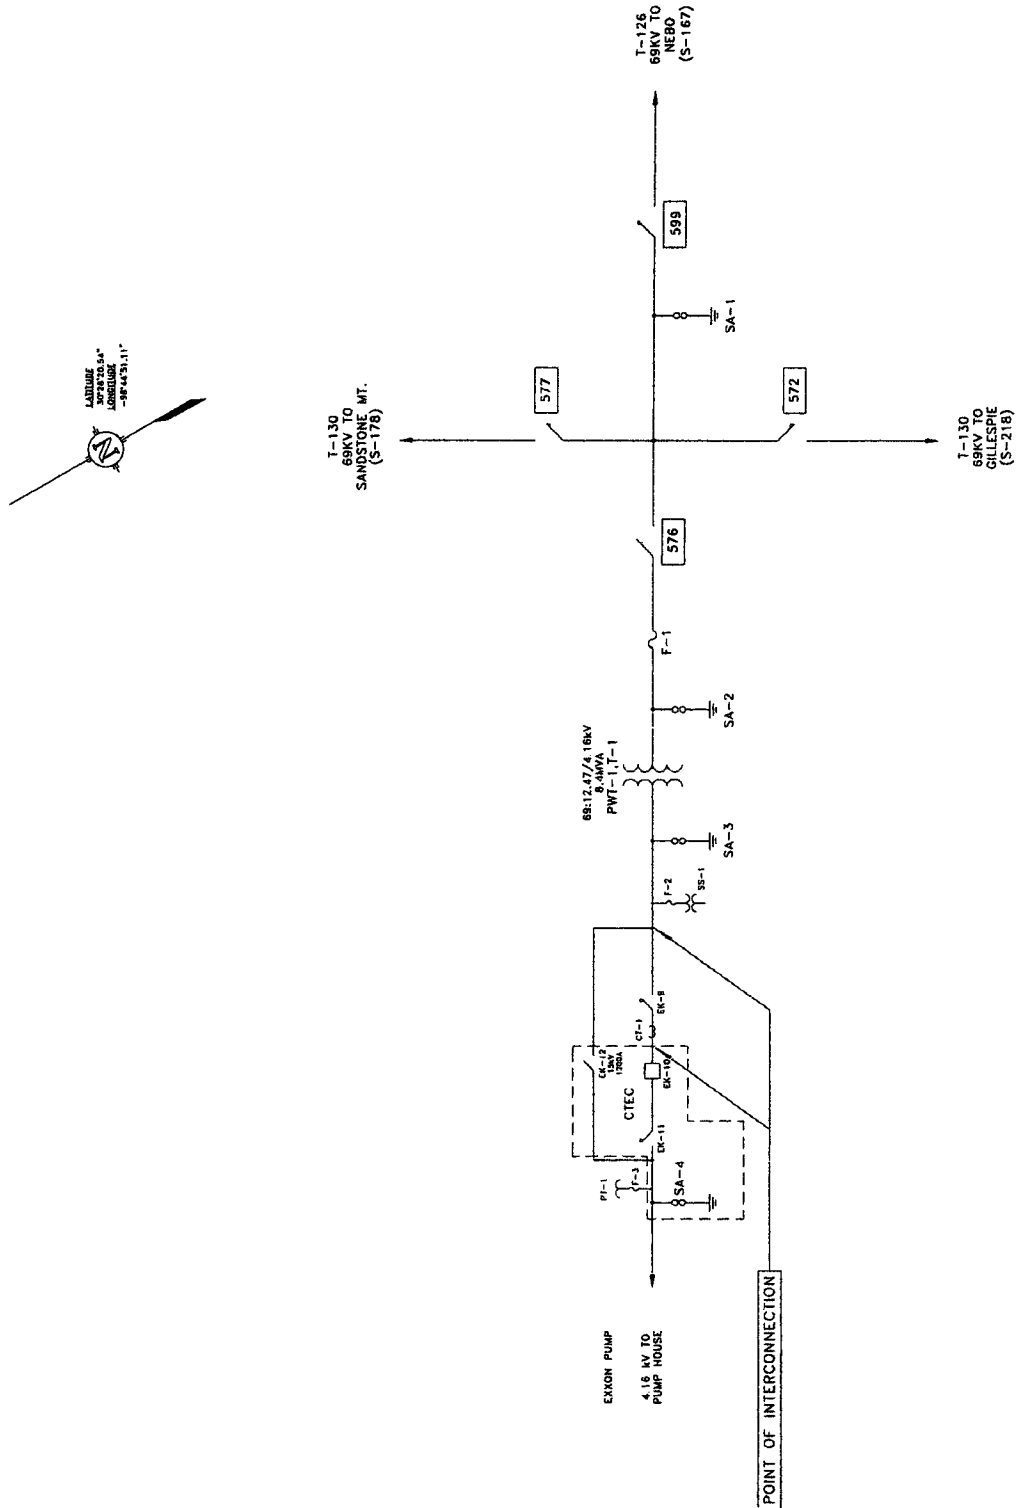 T-126
69KV TO
NEBO
(S-167)
599
SA-1
LATITUDE
LONGITUDE
N
T-130
69KV TO
SANDSTONE MT.
(S-178)
577
572
T-130
69KV TO
GILLESPIE
(S-218)
576
F-1
SA-2
69:12.47/4.16kV
8.4MVA
PWT-1,T-1
SA-3
F-2
SS-1
EK-9
CT-1
EK-12
15kV
1200A
EK-10
CTEC
EK-11
PT-1
F-3
SA-4
EXXON PUMP
4.16 kV TO
PUMP HOUSE
POINT OF INTERCONNECTION